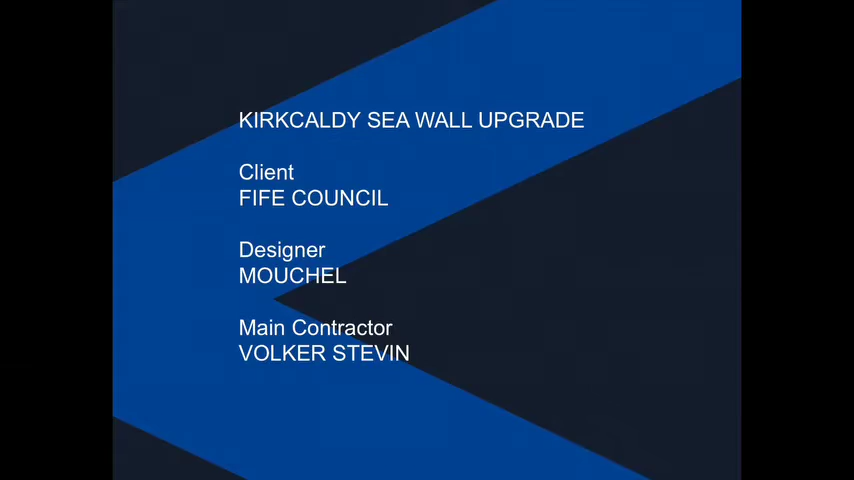 KIRKCALDY SEA WALL UPGRADE
Client
FIFE COUNCIL
Designer
MOUCHEL
Main Contractor
VOLKER STEVIN